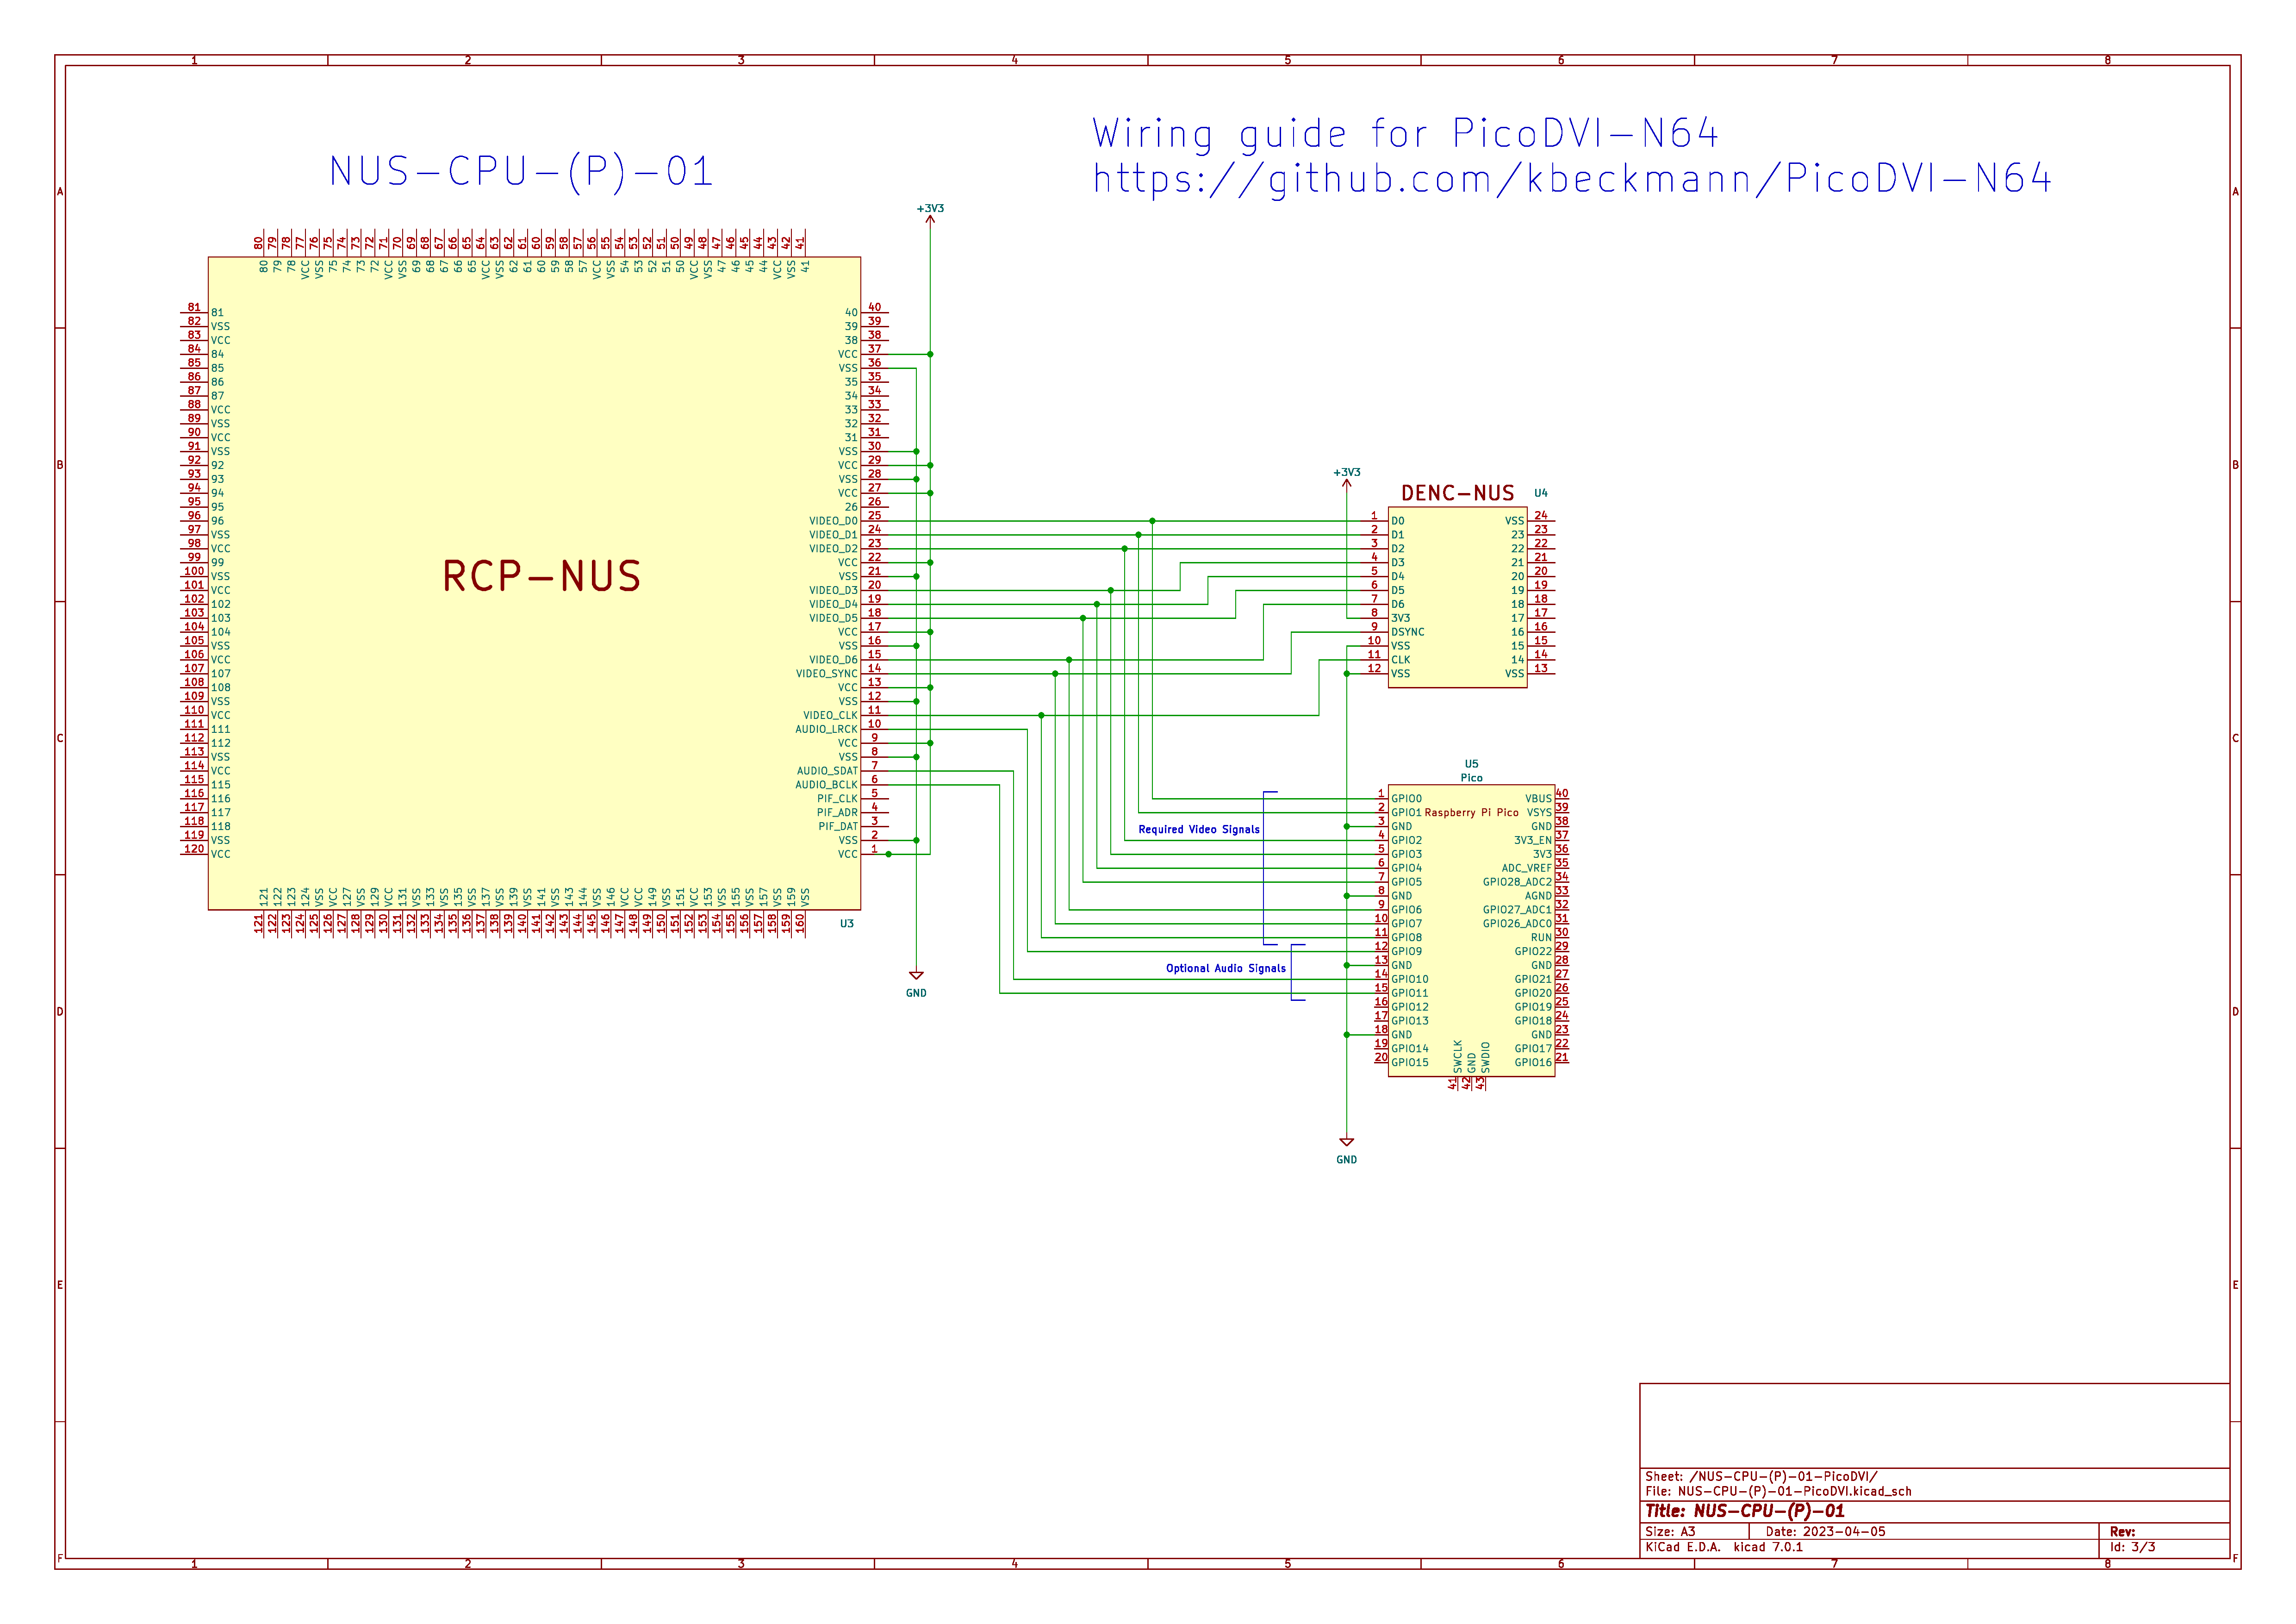 1 2 3 4 5 6 7 8
Wiring guide for PicoDVI-N64
https://github.com/kbeckmann/PicoDVI-N64
NUS-CPU-(P)-01
A A
+3V3
80 79 78 77 76 75 74 73 72 71 70 69 68 67 66 65 64 63 62 61 60 59 58 57 56 55 54 53 52 51 50 49 48 47 46 45 44 43 42 41
80 79 78 VCC VSS 75 74 73 72 VCC VSS 69 68 67 66 65 VCC VSS 62 61 60 59 58 57 VCC VSS 54 53 52 51 50 VCC VSS 47 46 45 44 VCC VSS 41
81 81
82 VSS
83 VCC
84 84
85 85
86 86
87 87
88 VCC
89 VSS
90 VCC
91 VSS
92 92
93 93
94 94
95 95
96 96
97 VSS
98 VCC
99 99
100 VSS
101 VCC
102 102
103 103
104 104
105 VSS
106 VCC
107 107
108 108
109 VSS
110 VCC
111 111
112 112
113 VSS
114 VCC
115 115
116 116
117 117
118 118
119 VSS
120 VCC
RCP-NUS
40 40
39 39
38 38
VCC 37
VSS 36
35 35
34 34
33 33
32 32
31 31
VSS 30
VCC 29
VSS 28
VCC 27
26 26
VIDEO_D0 25
VIDEO_D1 24
VIDEO_D2 23
VCC 22
VSS 21
VIDEO_D3 20
VIDEO_D4 19
VIDEO_D5 18
VCC 17
VSS 16
VIDEO_D6 15
VIDEO_SYNC 14
VCC 13
VSS 12
VIDEO_CLK 11
AUDIO_LRCK 10
VCC 9
VSS 8
AUDIO_SDAT 7
AUDIO_BCLK 6
PIF_CLK 5
PIF_ADR 4
PIF_DAT 3
VSS 2
VCC 1
121 122 123 124 VSS VCC 127 VSS 129 VCC 131 VSS 133 VSS 135 VSS 137 VSS 139 VSS 141 VSS 143 144 VSS 146 VCC VCC 149 VSS 151 VCC 153 VSS 155 VSS 157 VSS 159 VSS
121 122 123 124 125 126 127 128 129 130 131 132 133 134 135 136 137 138 139 140 141 142 143 144 145 146 147 148 149 150 151 152 153 154 155 156 157 158 159 160
U3
GND
B B
+3V3
DENC-NUS U4
1 D0 VSS 24
2 D1 23 23
3 D2 22 22
4 D3 21 21
5 D4 20 20
6 D5 19 19
7 D6 18 18
8 3V3 17 17
9 DSYNC 16 16
10 VSS 15 15
11 CLK 14 14
12 VSS VSS 13
C C
U5
Pico
Raspberry Pi Pico
1 GPIO0 VBUS 40
2 GPIO1 VSYS 39
3 GND GND 38
4 GPIO2 3V3_EN 37
5 GPIO3 3V3 36
6 GPIO4 ADC_VREF 35
7 GPIO5 GPIO28_ADC2 34
8 GND AGND 33
9 GPIO6 GPIO27_ADC1 32
10 GPIO7 GPIO26_ADC0 31
11 GPIO8 RUN 30
12 GPIO9 GPIO22 29
13 GND GND 28
14 GPIO10 GPIO21 27
15 GPIO11 GPIO20 26
16 GPIO12 GPIO19 25
17 GPIO13 GPIO18 24
18 GND GND 23
19 GPIO14 GPIO17 22
20 GPIO15 GPIO16 21
SWCLK GND SWDIO
41 42 43
Required Video Signals
Optional Audio Signals
GND
D D
E E
Sheet: /NUS-CPU-(P)-01-PicoDVI/
File: NUS-CPU-(P)-01-PicoDVI.kicad_sch
Title: NUS-CPU-(P)-01
Size: A3 Date: 2023-04-05 Rev:
KiCad E.D.A. kicad 7.0.1 Id: 3/3
F F
1 2 3 4 5 6 7 8